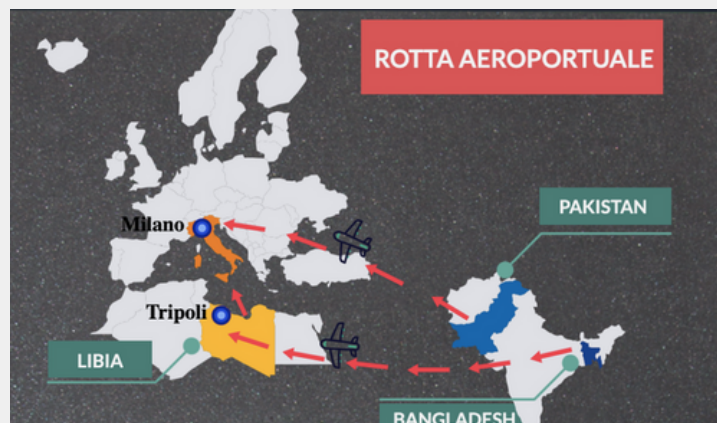 ROTTA AEROPORTUALE
PAKISTAN
Milano
Tripoli
LIBIA
BANGLADESH